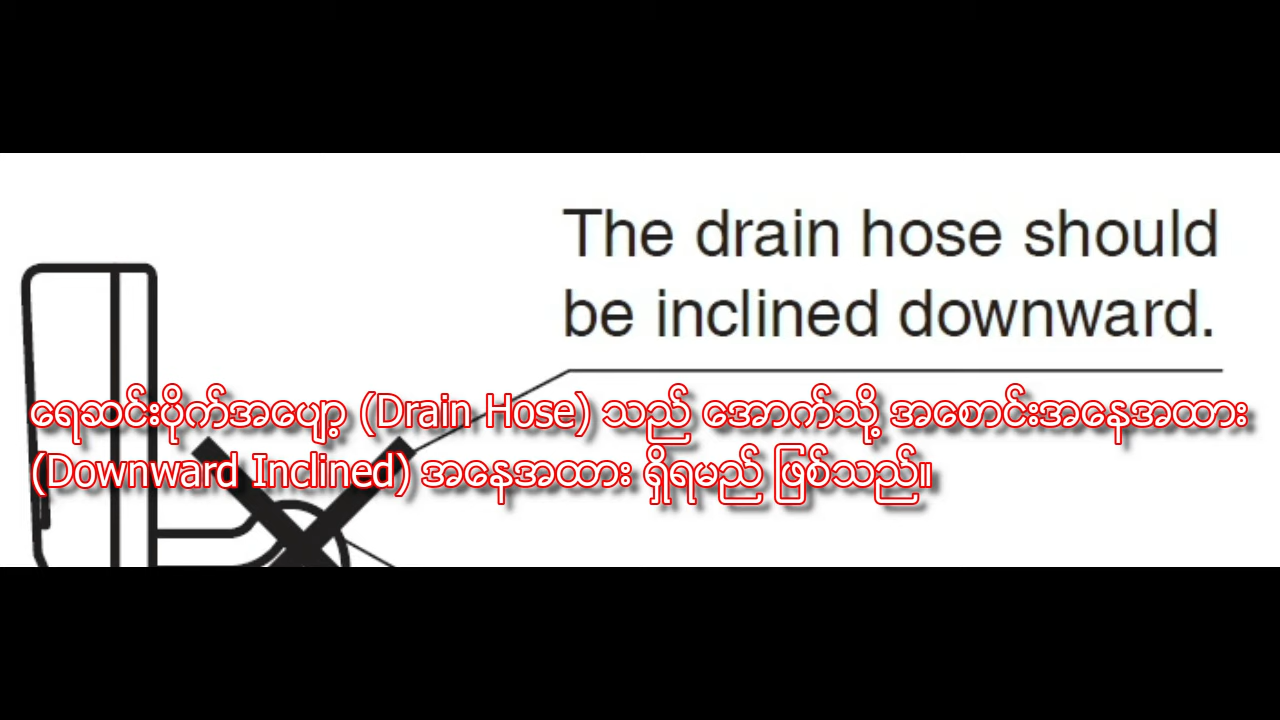 The drain hose should
be inclined downward.
ရေဆင်းပိုက်အပျော့ (Drain Hose) သည် အောက်သို့ အစောင်းအနေအထား
(Downward Inclined) အနေအထား ရှိရမည် ဖြစ်သည်။